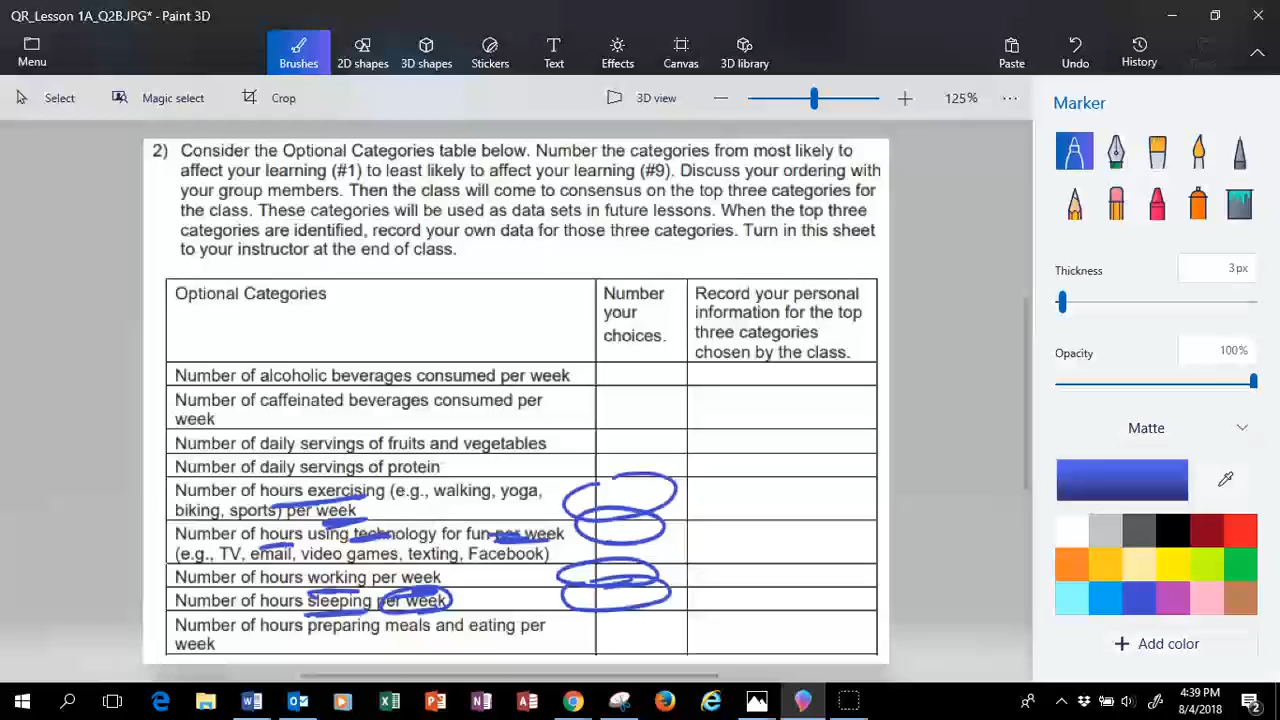 QR_Lesson 1A_Q2BJPG* - Paint 3D
Menu
Brushes
2D shapes
3D shapes
Stickers
Text
Effects
Canvas
3D library
Paste
Undo
History
Select
Magic select
Crop
3D view
125%
Marker
Thickness
3px
Opacity
100%
Matte
Add color
2) Consider the Optional Categories table below. Number the categories from most likely to
affect your learning (#1) to least likely to affect your learning (#9). Discuss your ordering with
your group members. Then the class will come to consensus on the top three categories for
the class. These categories will be used as data sets in future lessons. When the top three
categories are identified, record your own data for those three categories. Turn in this sheet
to your instructor at the end of class.
Optional Categories
Number
your
choices.
Record your personal
information for the top
three categories
chosen by the class.
Number of alcoholic beverages consumed per week
Number of caffeinated beverages consumed per
week
Number of daily servings of fruits and vegetables
Number of daily servings of protein
Number of hours exercising (e.g., walking, yoga,
biking, sports) per week
Number of hours using technology for fun per week
(e.g., TV, email, video games, texting, Facebook)
Number of hours working per week
Number of hours sleeping per week
Number of hours preparing meals and eating per
week
4:39 PM
8/4/2018
2